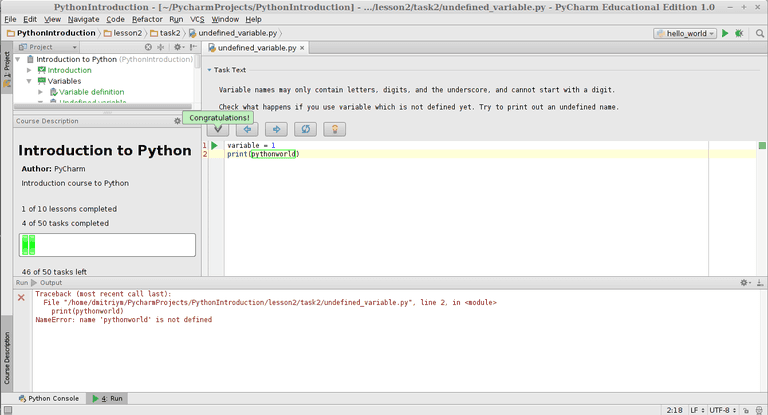 PythonIntroduction - [~/PycharmProjects/PythonIntroduction] - .../lesson2/task2/undefined_variable.py - PyCharm Educational Edition 1.0
File Edit View Navigate Code Refactor Run VCS Window Help
PythonIntroduction lesson2 task2 undefined_variable.py
hello_world
1: Project
Project
Introduction to Python (PythonIntroduction)
Introduction
Variables
Variable definition
Undefined variable
undefined_variable.py
Task Text
Variable names may only contain letters, digits, and the underscore, and cannot start with a digit.
Check what happens if you use variable which is not defined yet. Try to print out an undefined name.
Congratulations!
1 variable = 1
2 print(pythonworld)
Course Description
Introduction to Python
Author: PyCharm
Introduction course to Python
1 of 10 lessons completed
4 of 50 tasks completed
46 of 50 tasks left
Run Output
Traceback (most recent call last):
File "/home/dmitriym/PycharmProjects/PythonIntroduction/lesson2/task2/undefined_variable.py", line 2, in <module>
print(pythonworld)
NameError: name 'pythonworld' is not defined
Course Description
Python Console 4: Run
2:18 LF UTF-8